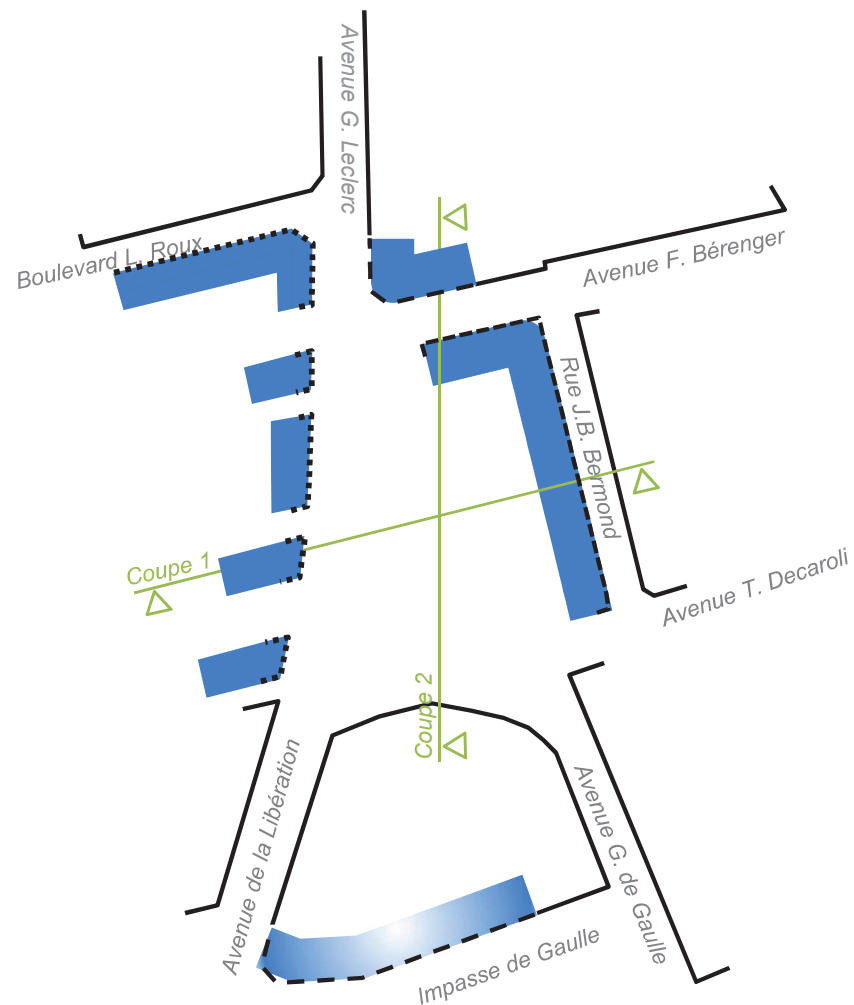 Avenue G. Leclerc
Boulevard L. Roux
Avenue F. Bérenger
Rue J.B. Bermond
Coupe 1
Avenue T. Decaroli
Coupe 2
Avenue de la Libération
Avenue G. de Gaulle
Impasse de Gaulle